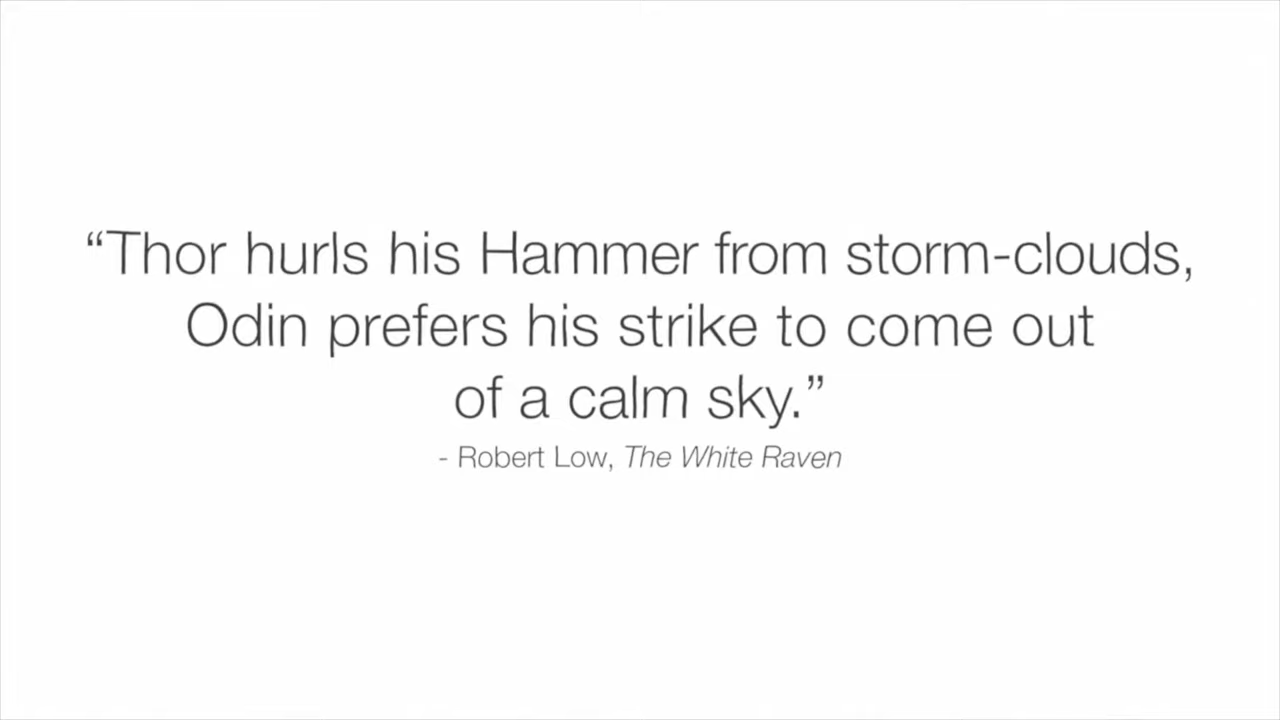 “Thor hurls his Hammer from storm-clouds,
Odin prefers his strike to come out
of a calm sky.”
- Robert Low, The White Raven